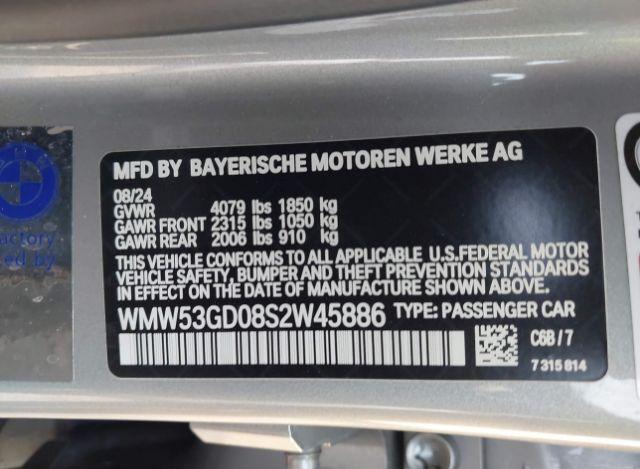 MFD BY BAYERISCHE MOTOREN WERKE AG
08/24
GVWR 4079 lbs 1850 kg
GAWR FRONT 2315 lbs 1050 kg
GAWR REAR 2006 lbs 910 kg
THIS VEHICLE CONFORMS TO ALL APPLICABLE U.S.FEDERAL MOTOR
VEHICLE SAFETY, BUMPER AND THEFT PREVENTION STANDARDS
IN EFFECT ON THE DATE OF MANUFACTURE SHOWN ABOVE.
WMW53GD08S2W45886 TYPE: PASSENGER CAR
C6B / 7
7 315 814
actory
d by